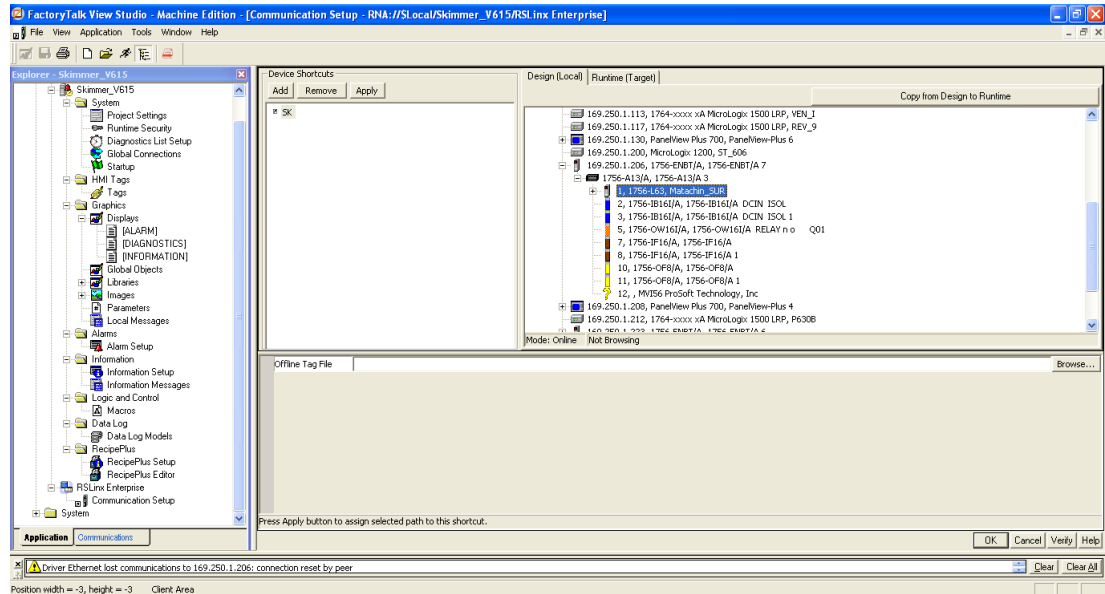 FactoryTalk View Studio - Machine Edition - [Communication Setup - RNA://$Local/Skimmer_V615/RSLinx Enterprise]
File View Application Tools Window Help
Explorer - Skimmer_V615
Skimmer_V615
System
Project Settings
Runtime Security
Diagnostics List Setup
Global Connections
Startup
HMI Tags
Tags
Graphics
Displays
[ALARM]
[DIAGNOSTICS]
[INFORMATION]
Global Objects
Libraries
Images
Parameters
Local Messages
Alarms
Alarm Setup
Information
Information Setup
Information Messages
Logic and Control
Macros
Data Log
Data Log Models
RecipePlus
RecipePlus Setup
RecipePlus Editor
RSLinx Enterprise
Communication Setup
System
Application Communications
Device Shortcuts
Add Remove Apply
SK
Design (Local) Runtime (Target)
Copy from Design to Runtime
169.250.1.113, 1764-xxxx xA MicroLogix 1500 LRP, VEN_I
169.250.1.117, 1764-xxxx xA MicroLogix 1500 LRP, REV_9
169.250.1.130, PanelView Plus 700, PanelView-Plus 6
169.250.1.200, MicroLogix 1200, ST_606
169.250.1.206, 1756-ENBT/A, 1756-ENBT/A 7
1756-A13/A, 1756-A13/A 3
1, 1756-L63, Matachin_SUR
2, 1756-IB16I/A, 1756-IB16I/A DCIN ISOL
3, 1756-IB16I/A, 1756-IB16I/A DCIN ISOL 1
5, 1756-OW16I/A, 1756-OW16I/A RELAY n o Q01
7, 1756-IF16/A, 1756-IF16/A
8, 1756-IF16/A, 1756-IF16/A 1
10, 1756-OF8/A, 1756-OF8/A
11, 1756-OF8/A, 1756-OF8/A 1
12, , MVI56 ProSoft Technology, Inc
169.250.1.208, PanelView Plus 700, PanelView-Plus 4
169.250.1.212, 1764-xxxx xA MicroLogix 1500 LRP, P630B
169.250.1.223, 1756-ENBT/A, 1756-ENBT/A 6
Mode: Online Not Browsing
Offline Tag File Browse...
Press Apply button to assign selected path to this shortcut.
OK Cancel Verify Help
Driver Ethernet lost communications to 169.250.1.206: connection reset by peer
Clear Clear All
Position width = -3, height = -3 Client Area